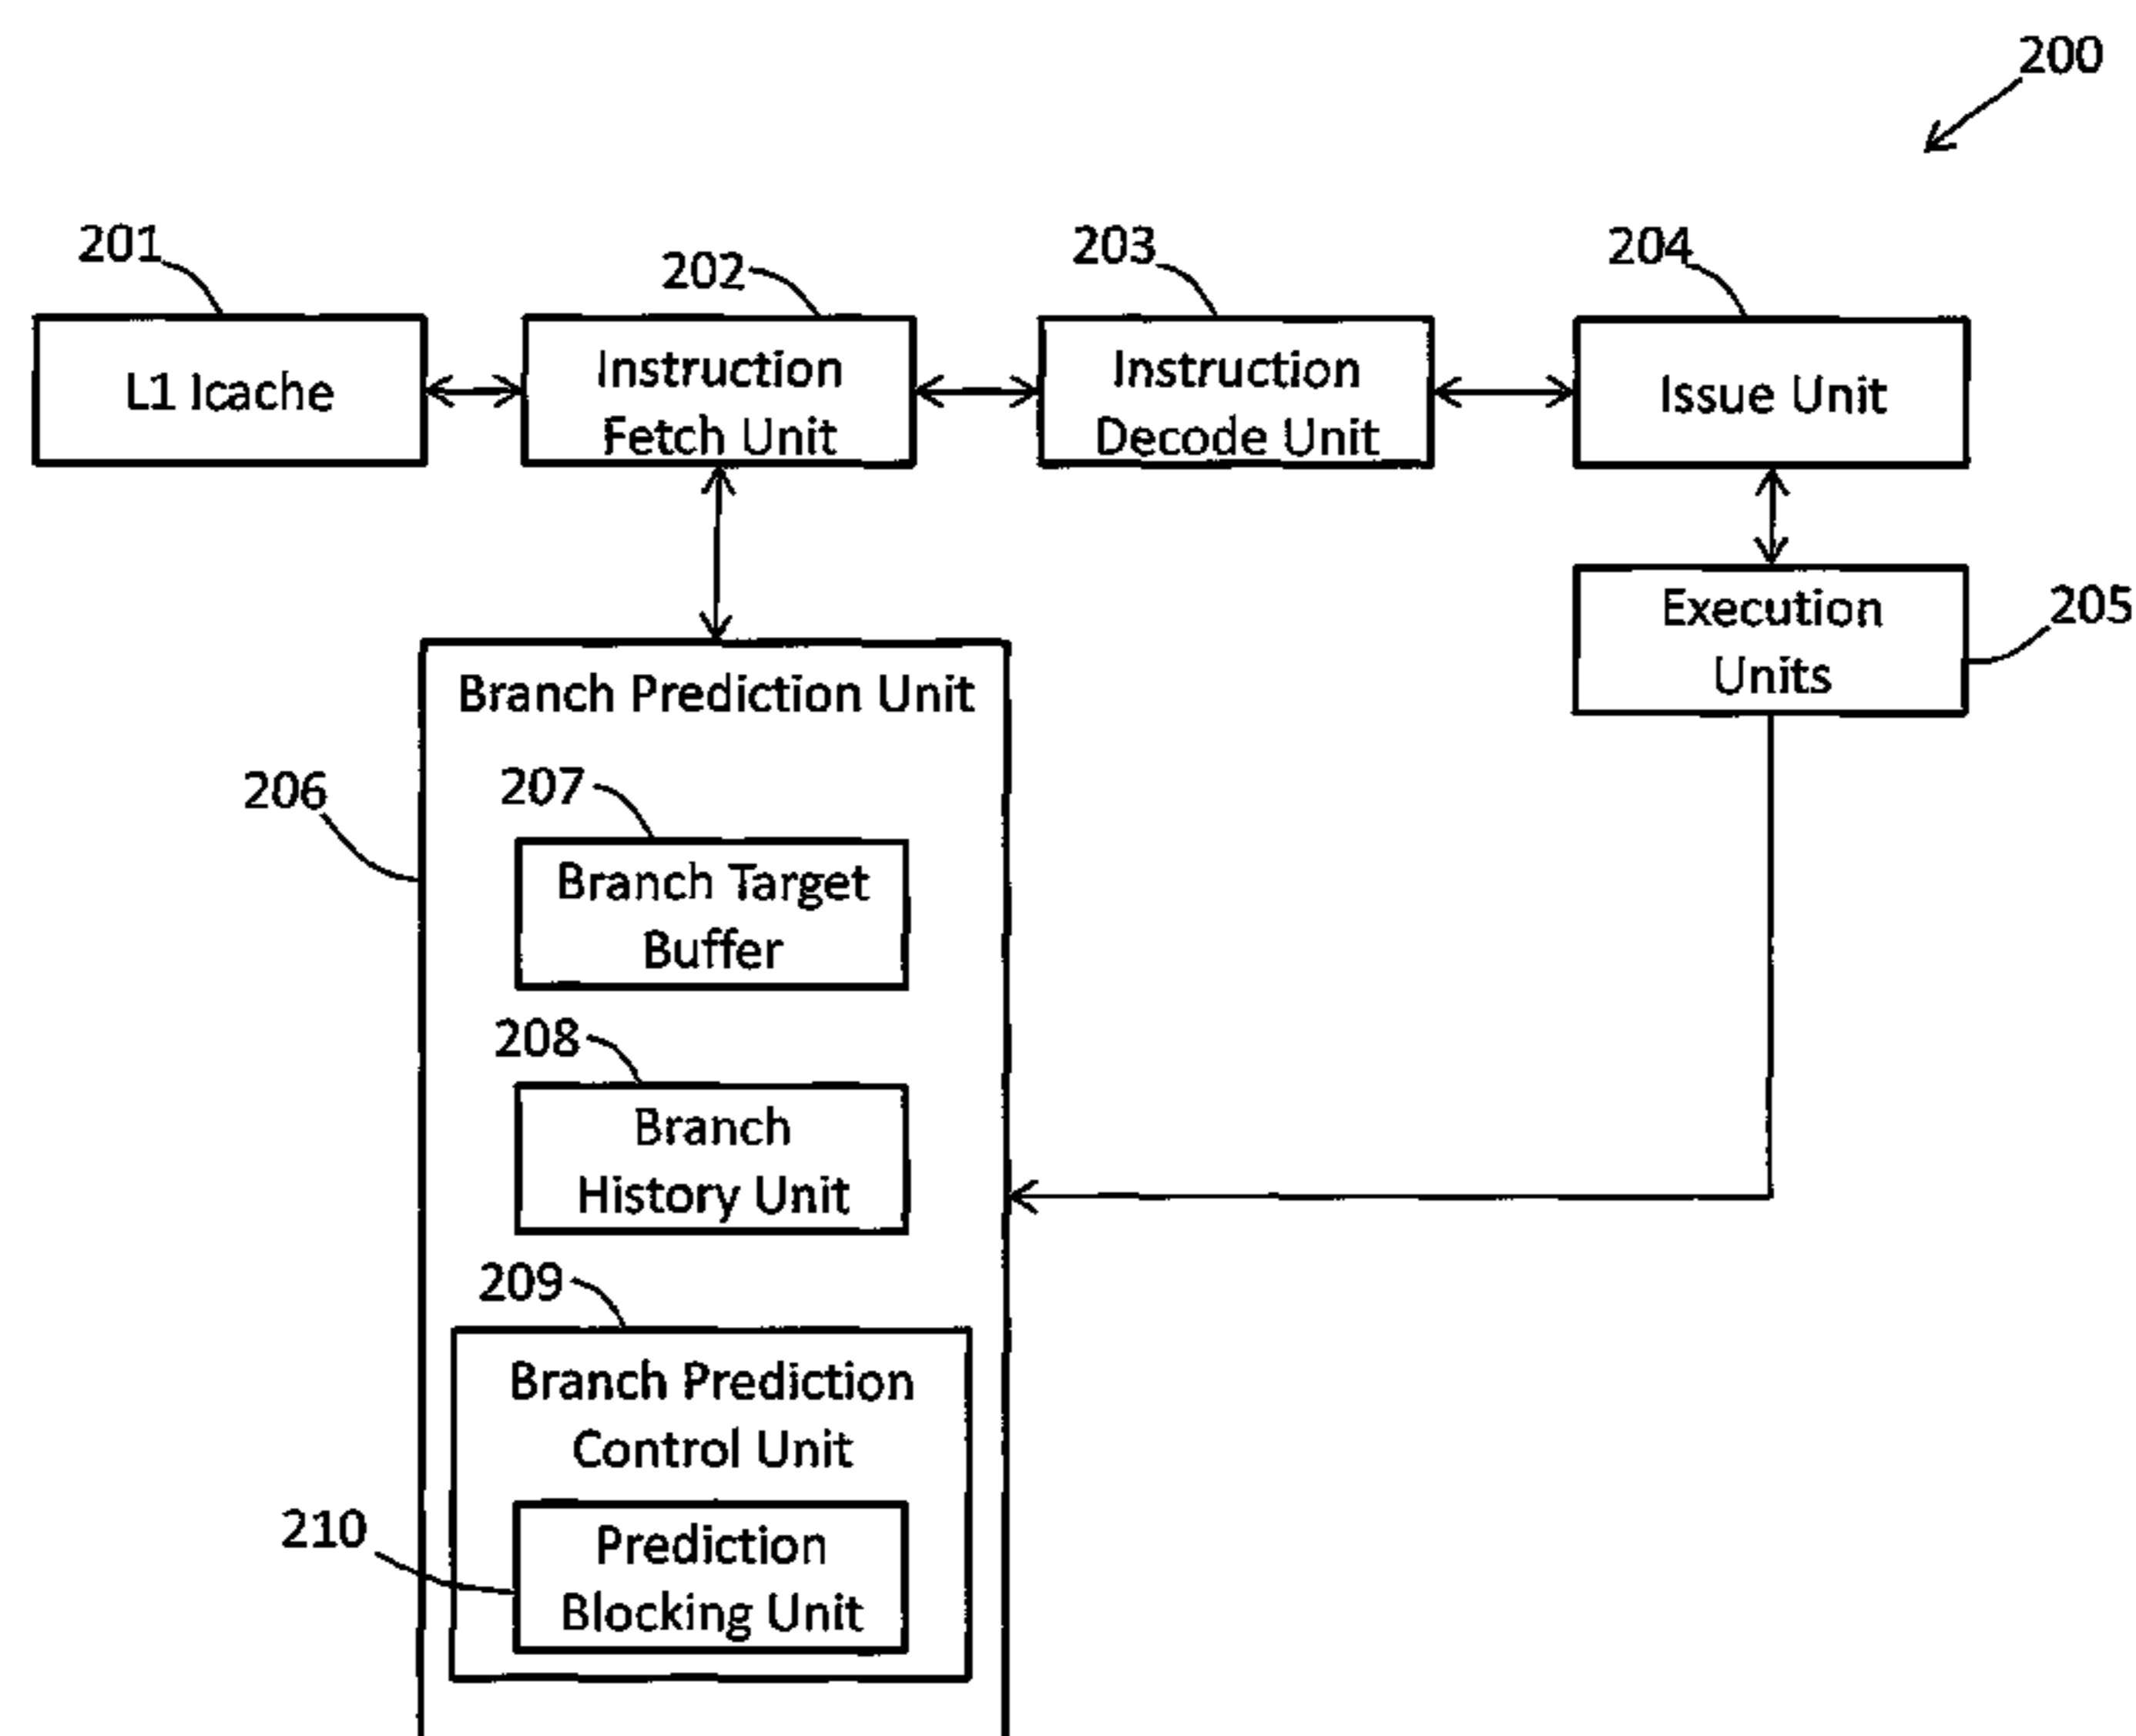 200
201
202
203
204
L1 Icache
Instruction
Fetch Unit
Instruction
Decode Unit
Issue Unit
Execution
Units
205
Branch Prediction Unit
206
207
Branch Target
Buffer
208
Branch
History Unit
209
Branch Prediction
Control Unit
210
Prediction
Blocking Unit